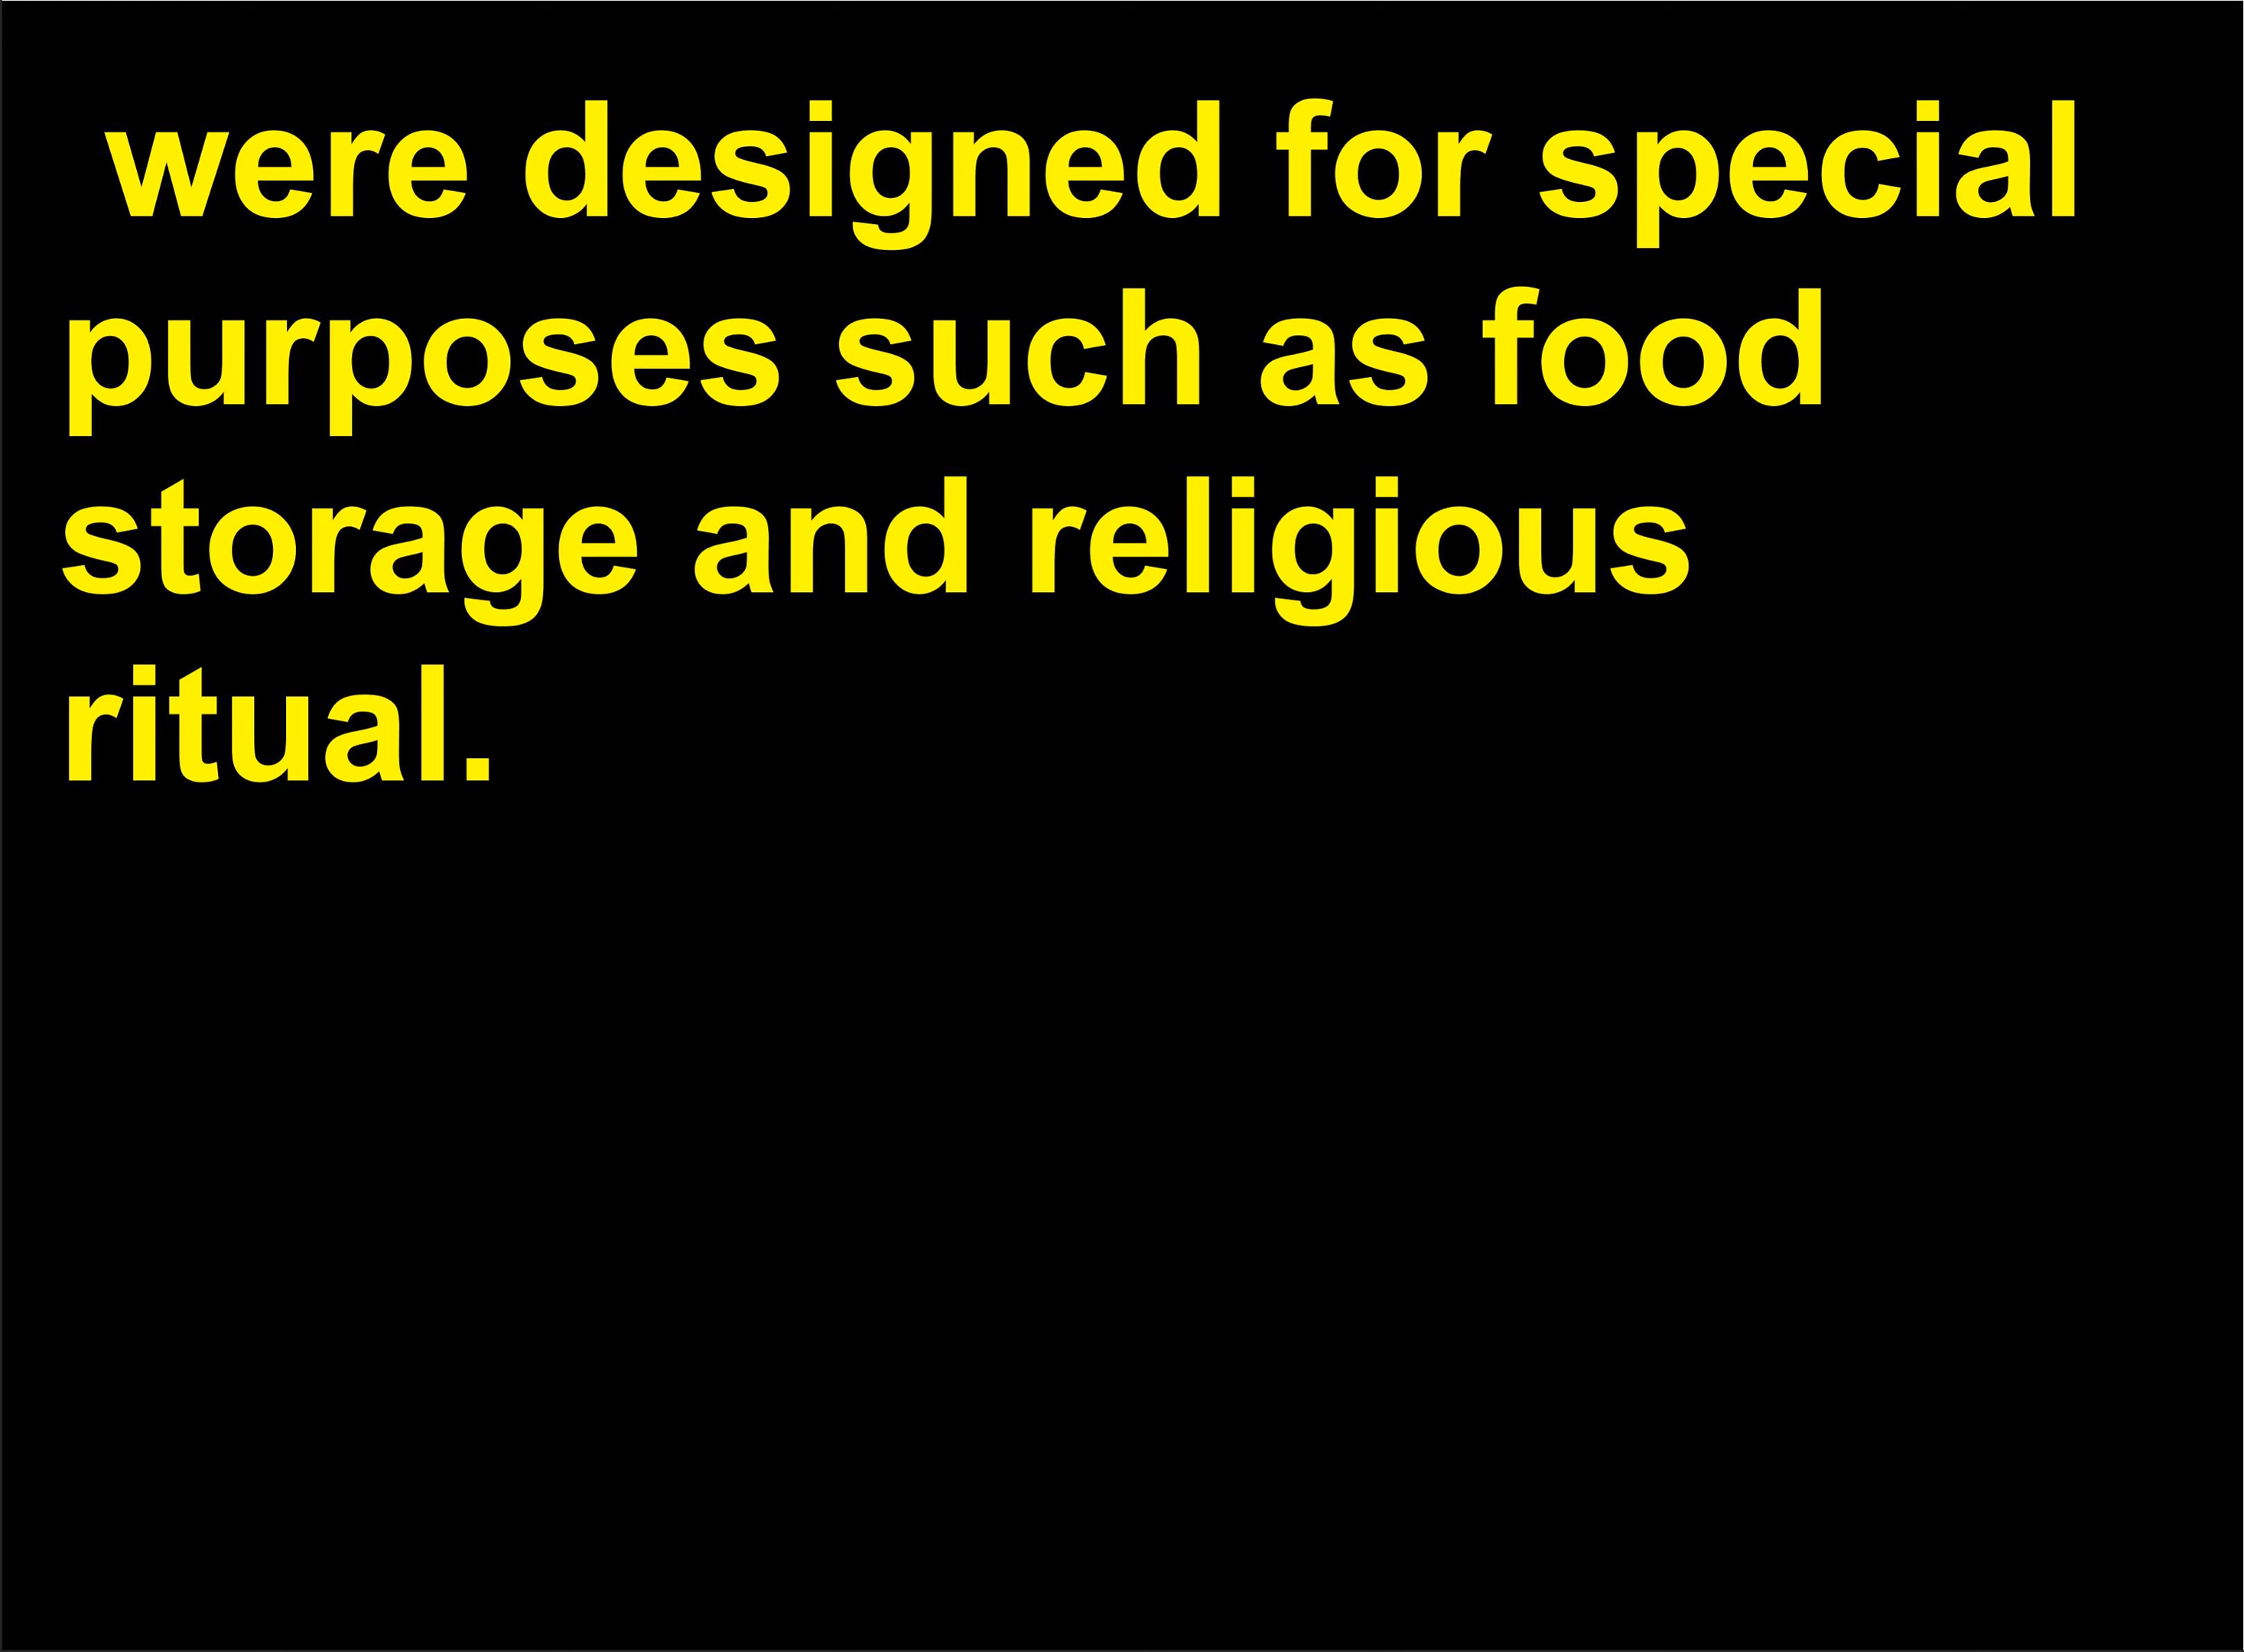 were designed for special
purposes such as food
storage and religious
ritual.